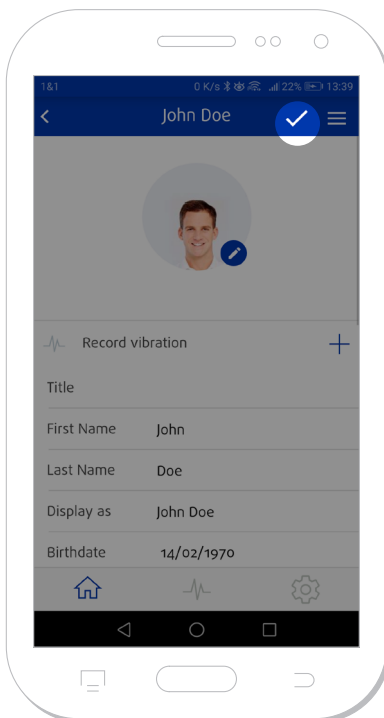 1&1 0 K/s 22% 13:39
John Doe
Record vibration
Title
First Name John
Last Name Doe
Display as John Doe
Birthdate 14/02/1970